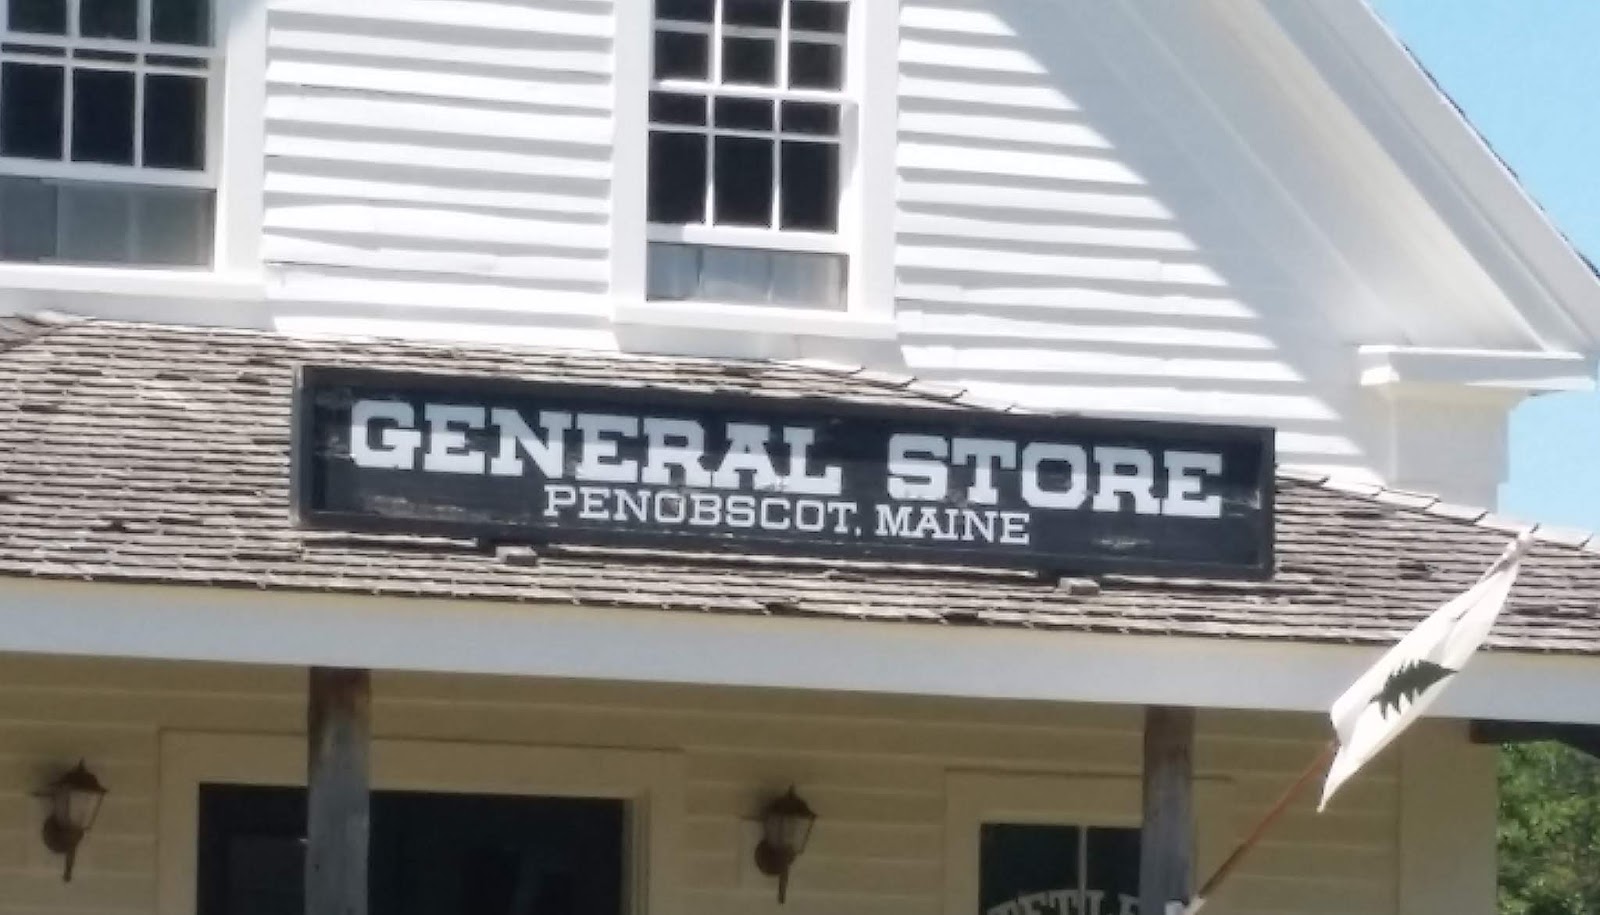 GENERAL STORE
PENOBSCOT, MAINE